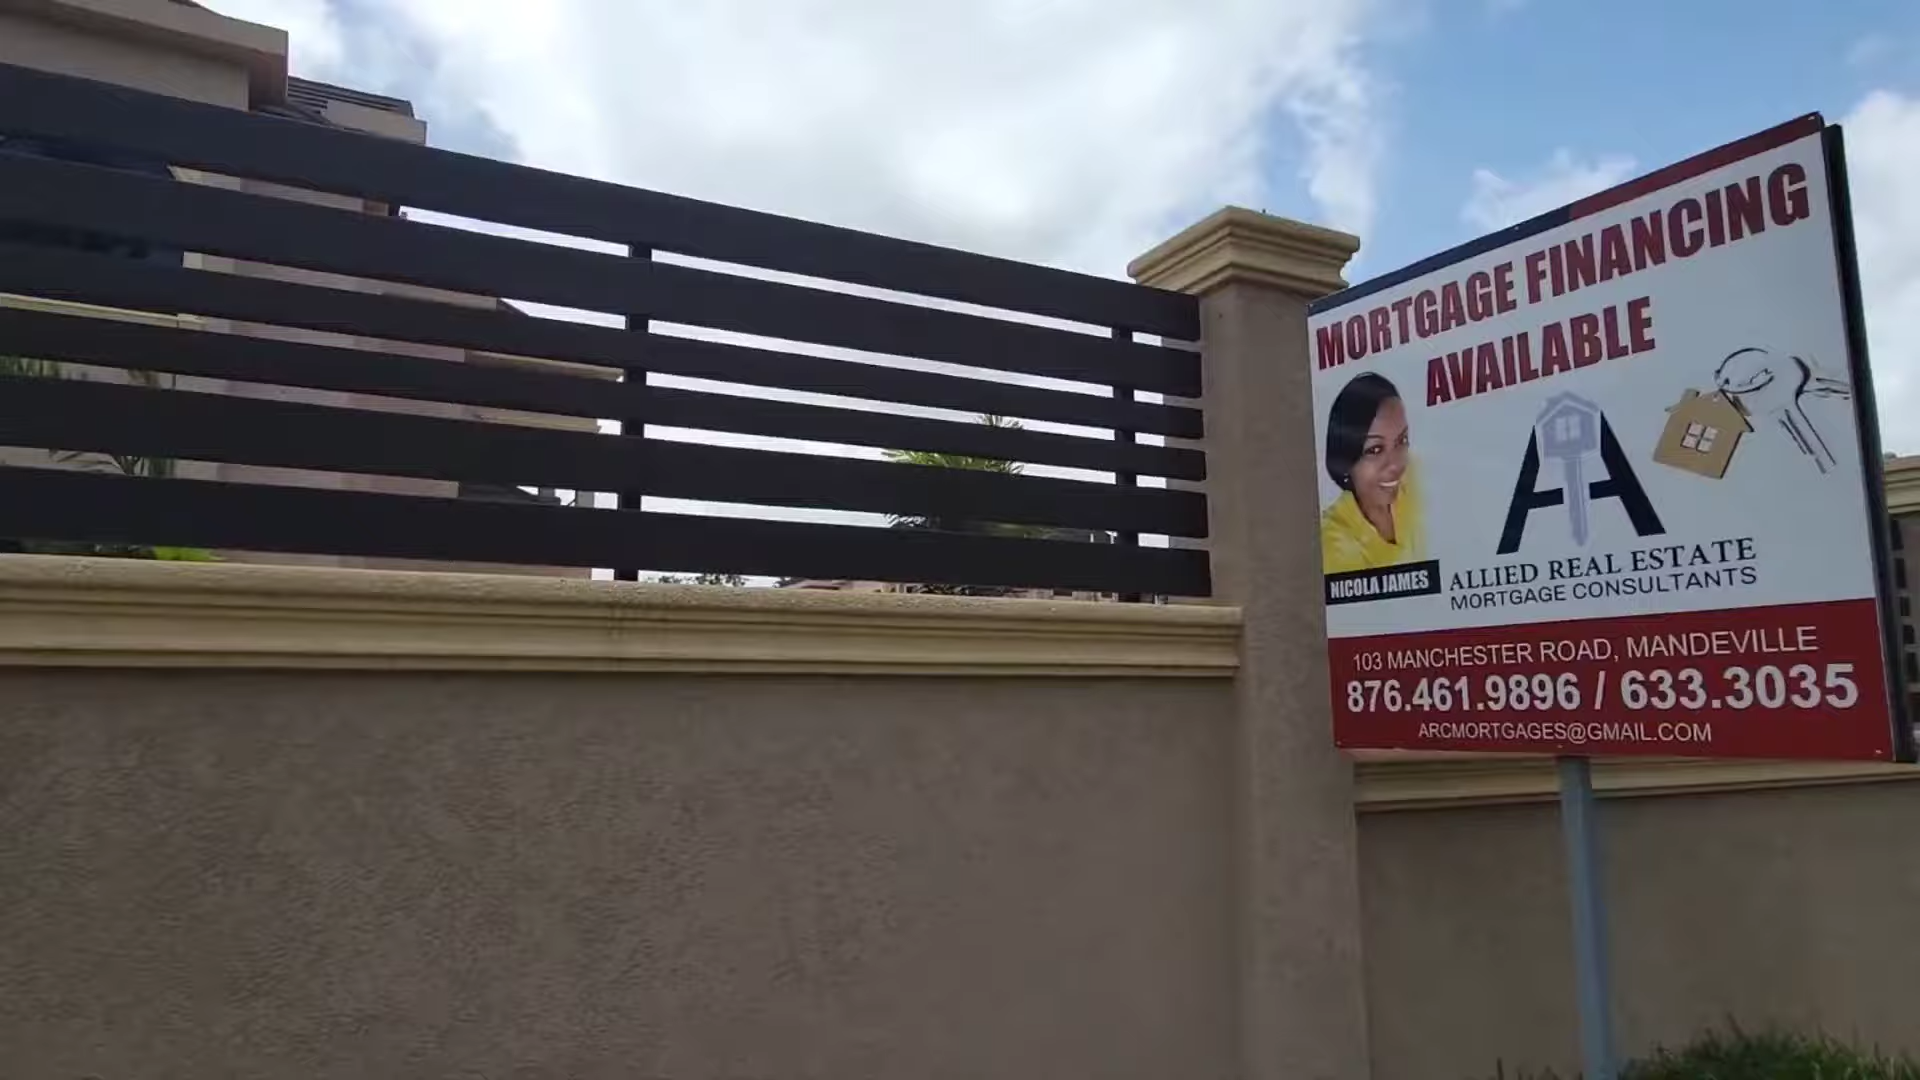 MORTGAGE FINANCING
AVAILABLE
NICOLA JAMES
ALLIED REAL ESTATE
MORTGAGE CONSULTANTS
103 MANCHESTER ROAD, MANDEVILLE
876.461.9896 / 633.3035
ARCMORTGAGES@GMAIL.COM